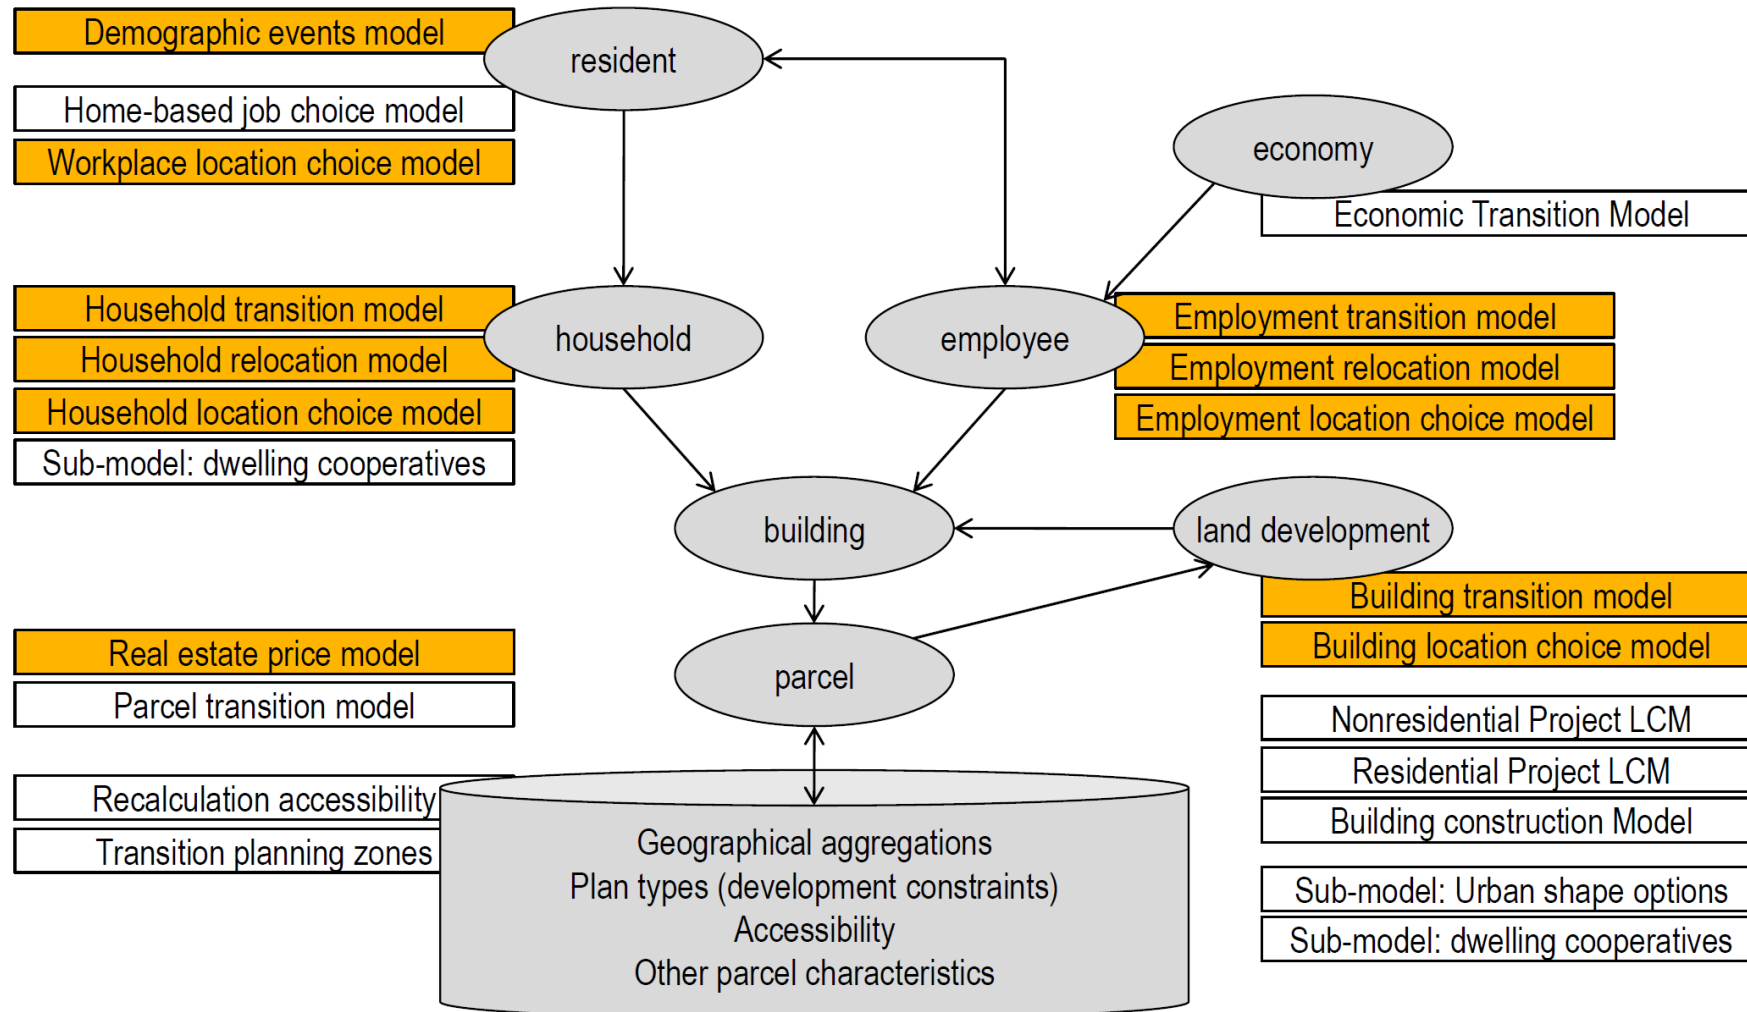 Demographic events model
resident
Home-based job choice model
Workplace location choice model
economy
Economic Transition Model
Household transition model
Household relocation model
Household location choice model
Sub-model: dwelling cooperatives
household
employee
Employment transition model
Employment relocation model
Employment location choice model
building
land development
Building transition model
Building location choice model
Real estate price model
Parcel transition model
parcel
Nonresidential Project LCM
Residential Project LCM
Building construction Model
Recalculation accessibility
Transition planning zones
Geographical aggregations
Plan types (development constraints)
Accessibility
Other parcel characteristics
Sub-model: Urban shape options
Sub-model: dwelling cooperatives